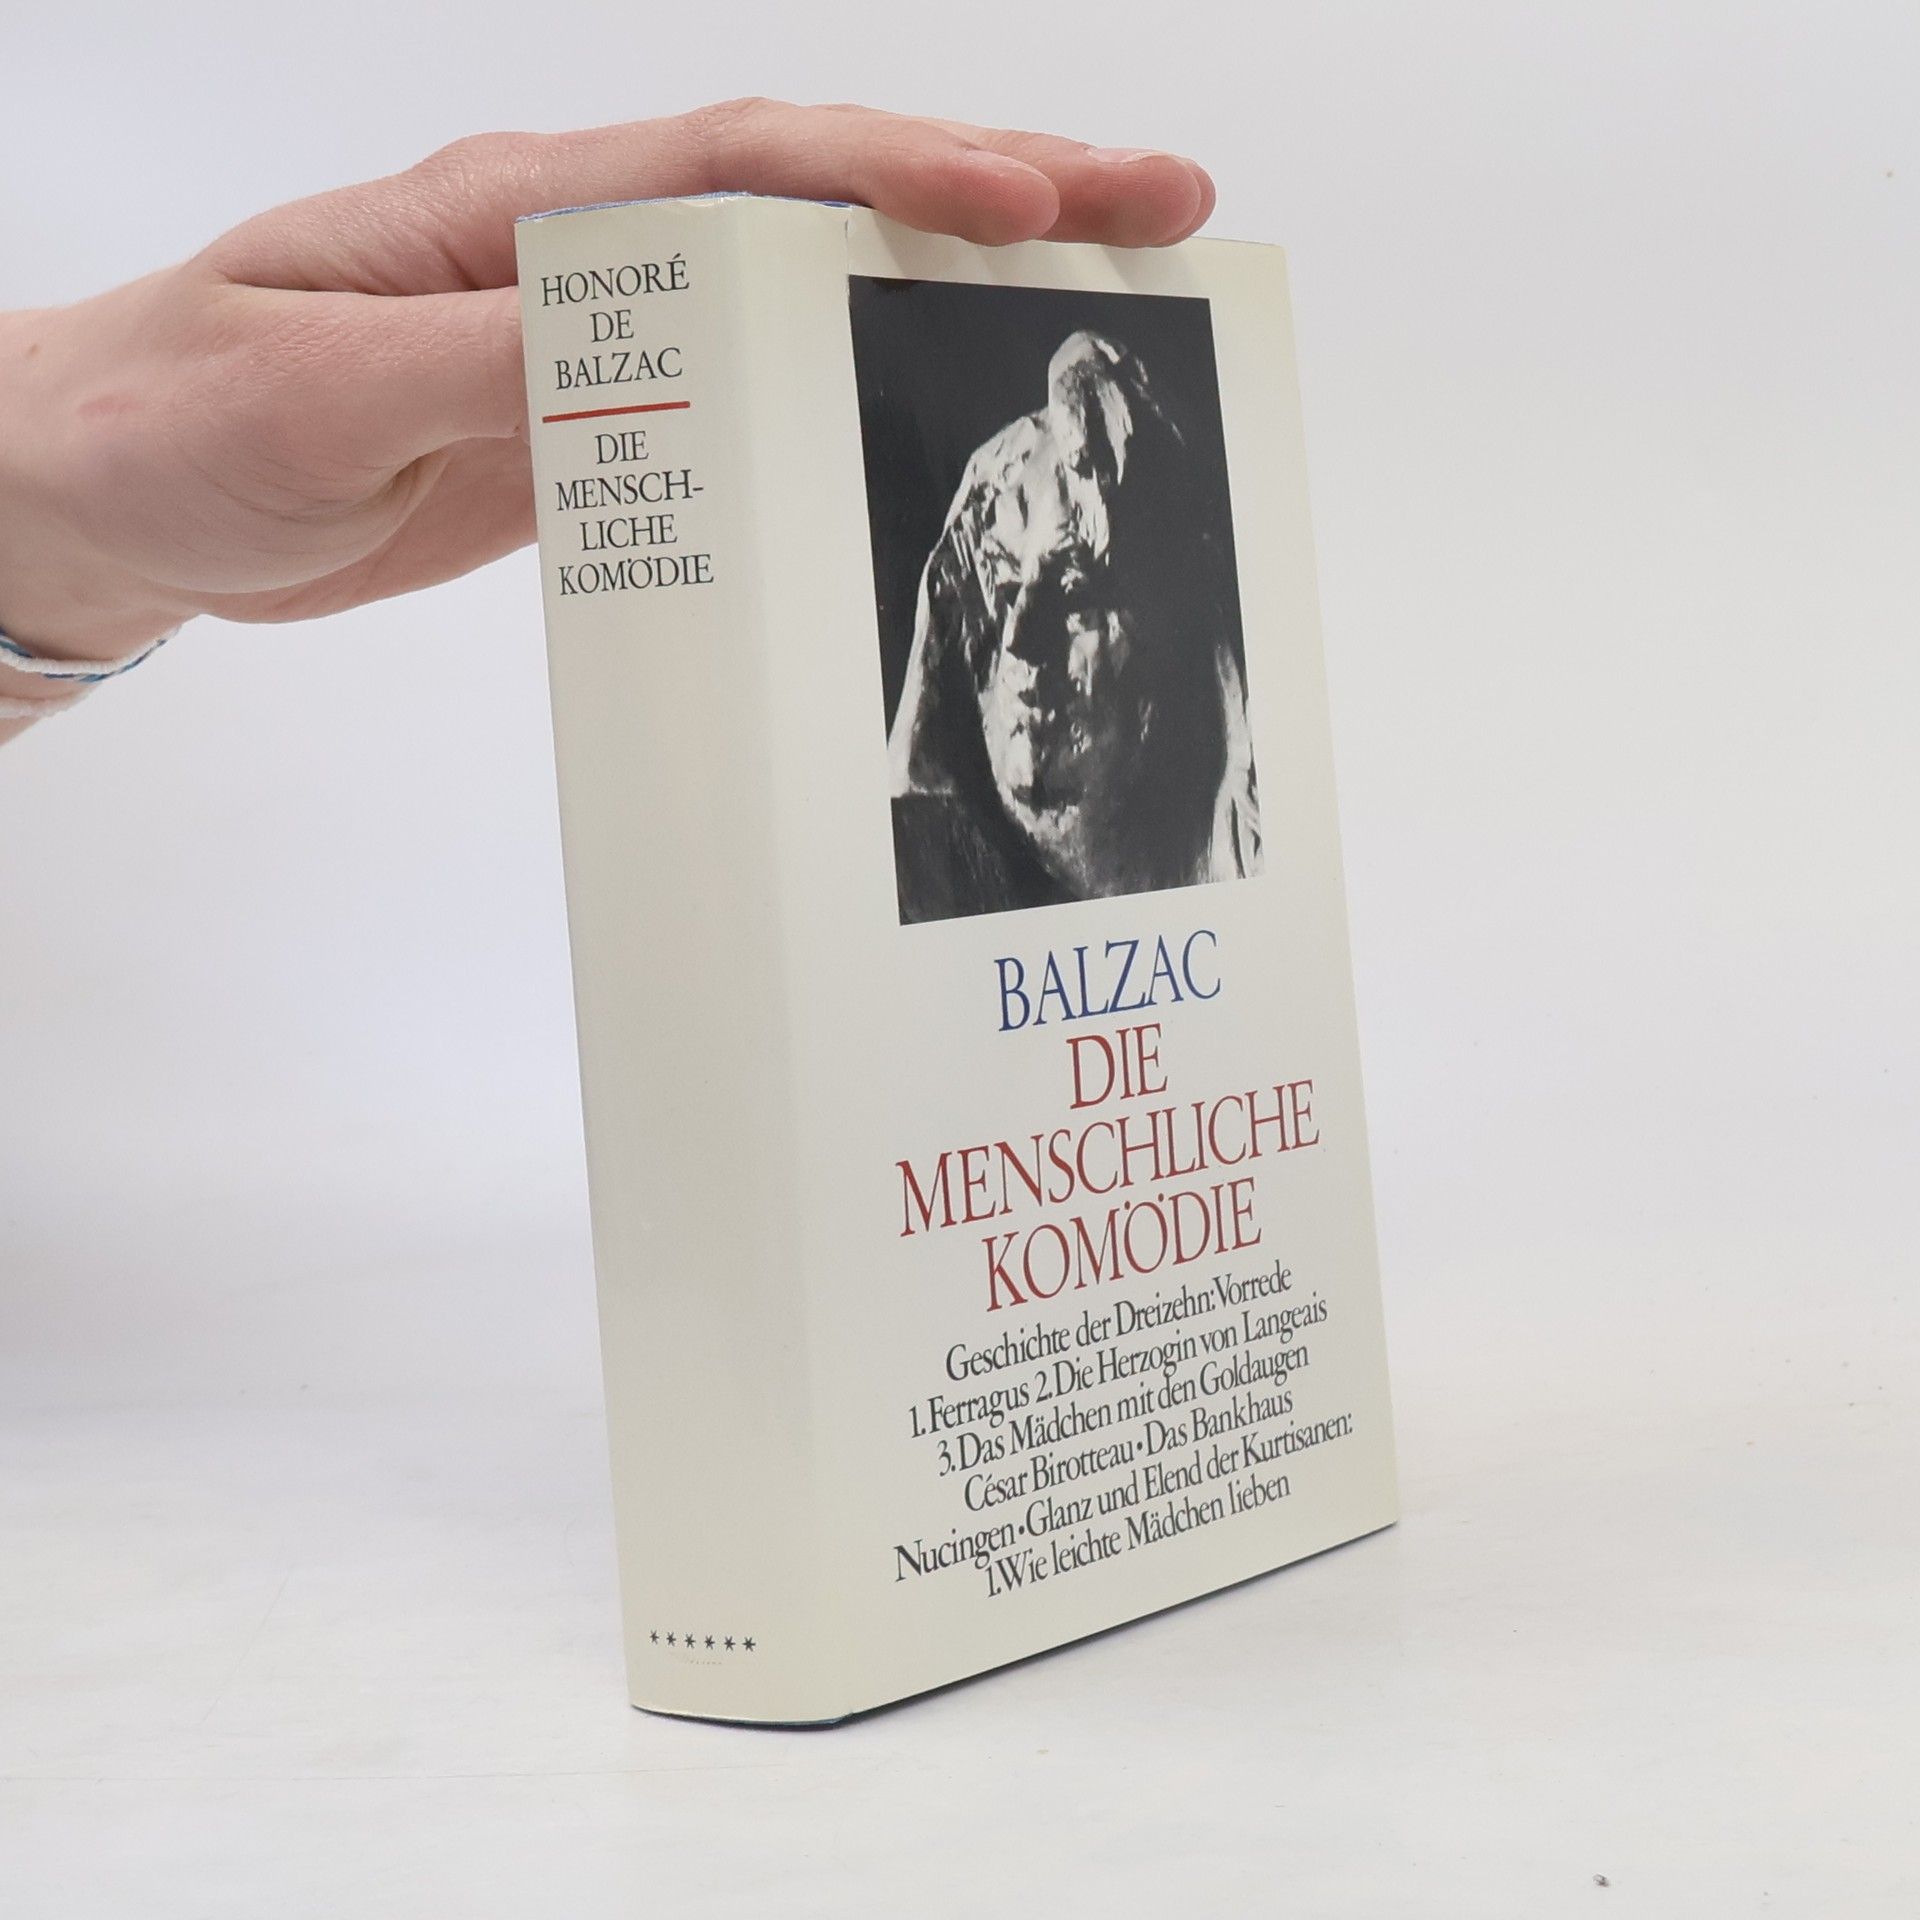 HONORÉ
DE
BALZAC
DIE
MENSCH-
LICHE
KOMÖDIE
******
BALZAC
DIE
MENSCHLICHE
KOMÖDIE
Geschichte der Dreizehn: Vorrede
1. Ferragus 2. Die Herzogin von Langeais
3. Das Mädchen mit den Goldaugen
César Birotteau • Das Bankhaus
Nucingen • Glanz und Elend der Kurtisanen:
1. Wie leichte Mädchen lieben